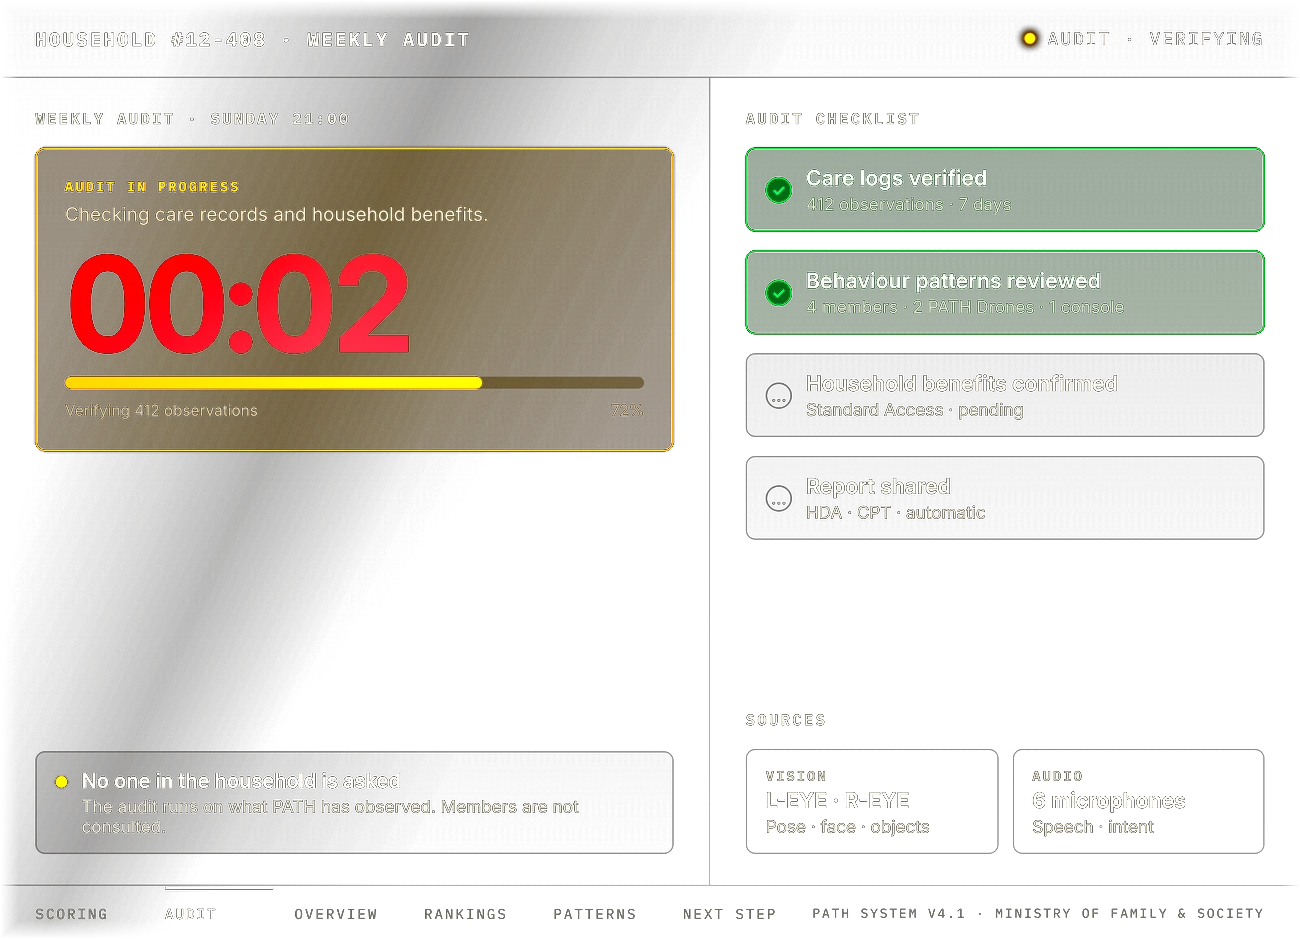 HOUSEHOLD #12-408 · WEEKLY AUDIT
AUDIT · VERIFYING
WEEKLY AUDIT · SUNDAY 21:00
AUDIT IN PROGRESS
Checking care records and household benefits.
00:02
Verifying 412 observations
72%
No one in the household is asked
The audit runs on what PATH has observed. Members are not
consulted.
AUDIT CHECKLIST
Care logs verified
412 observations · 7 days
Behaviour patterns reviewed
4 members · 2 PATH Drones · 1 console
Household benefits confirmed
Standard Access · pending
Report shared
HDA · CPT · automatic
SOURCES
VISION
L-EYE · R-EYE
Pose · face · objects
AUDIO
6 microphones
Speech · intent
SCORING
AUDIT
OVERVIEW
RANKINGS
PATTERNS
NEXT STEP
PATH SYSTEM V4.1 · MINISTRY OF FAMILY & SOCIETY